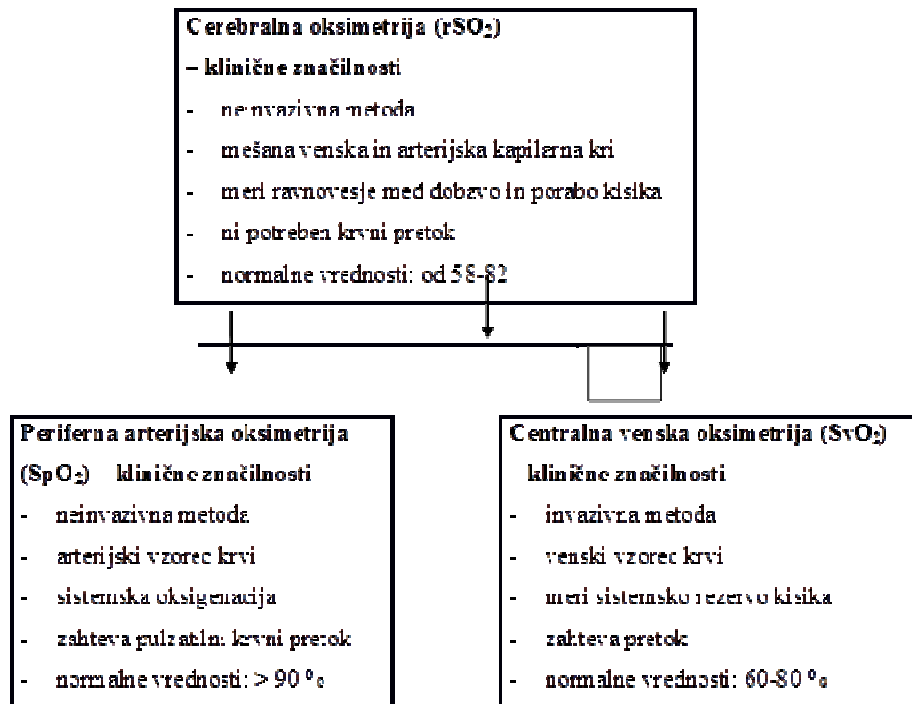 Cerebralna oksimetrija (rSO₂)
– klinične značilnosti
- neinvazivna metoda
- mešana venska in arterijska kapilarna kri
- meri ravnovesje med dobavo in porabo kisika
- ni potreben krvni pretok
- normalne vrednosti: od 58-82
Periferna arterijska oksimetrija
(SpO₂) klinične značilnosti
- neinvazivna metoda
- arterijski vzorec krvi
- sistemska oksigenacija
- zahteva pulzatilni krvni pretok
- normalne vrednosti: > 90 %
Centralna venska oksimetrija (SvO₂)
klinične značilnosti
- invazivna metoda
- venski vzorec krvi
- meri sistemsko rezervo kisika
- zahteva pretok
- normalne vrednosti: 60-80 %